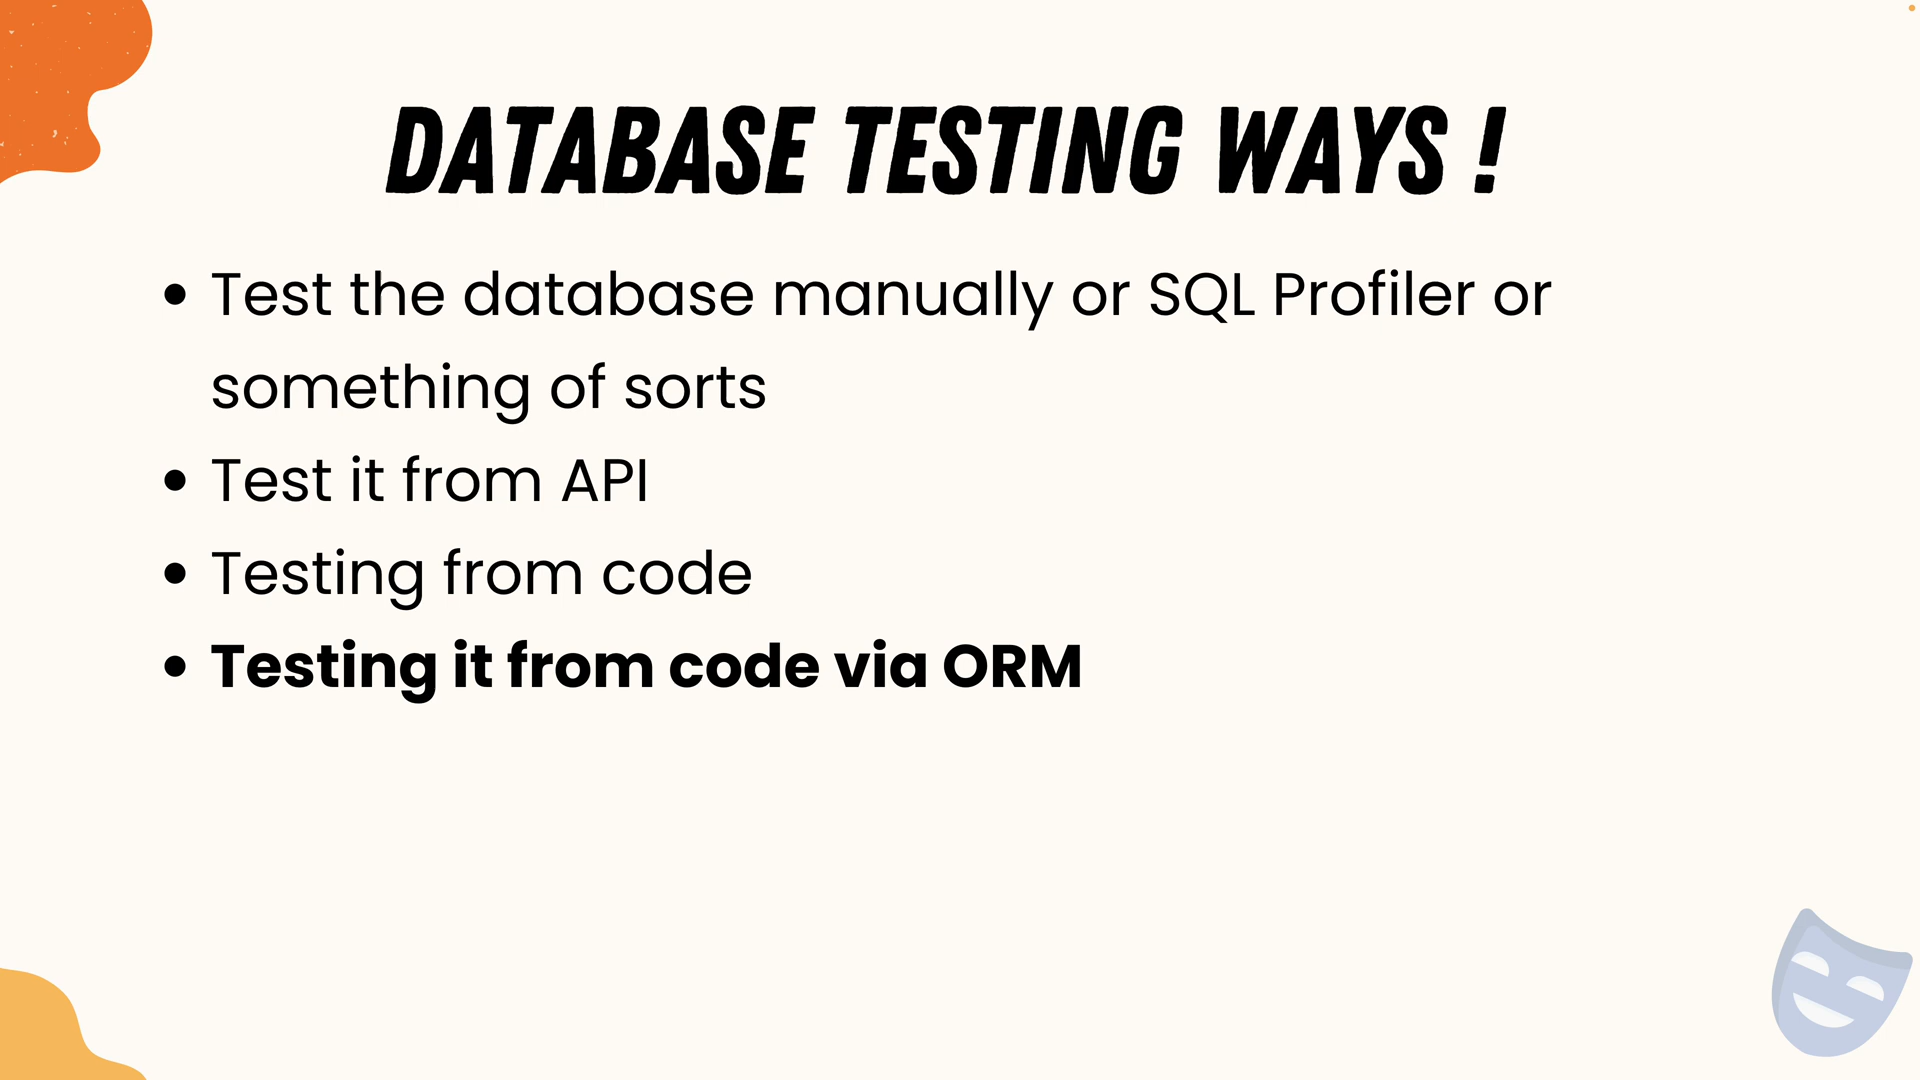 DATABASE TESTING WAYS !
• Test the database manually or SQL Profiler or
something of sorts
• Test it from API
• Testing from code
• Testing it from code via ORM